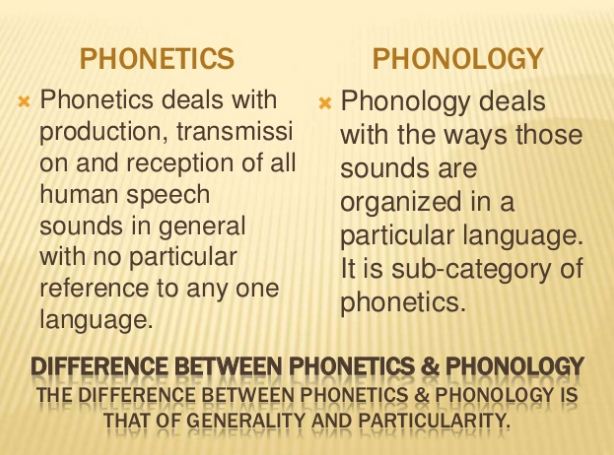 PHONETICS
Phonetics deals with
production, transmissi
on and reception of all
human speech
sounds in general
with no particular
reference to any one
language.
PHONOLOGY
Phonology deals
with the ways those
sounds are
organized in a
particular language.
It is sub-category of
phonetics.
DIFFERENCE BETWEEN PHONETICS & PHONOLOGY
THE DIFFERENCE BETWEEN PHONETICS & PHONOLOGY IS
THAT OF GENERALITY AND PARTICULARITY.